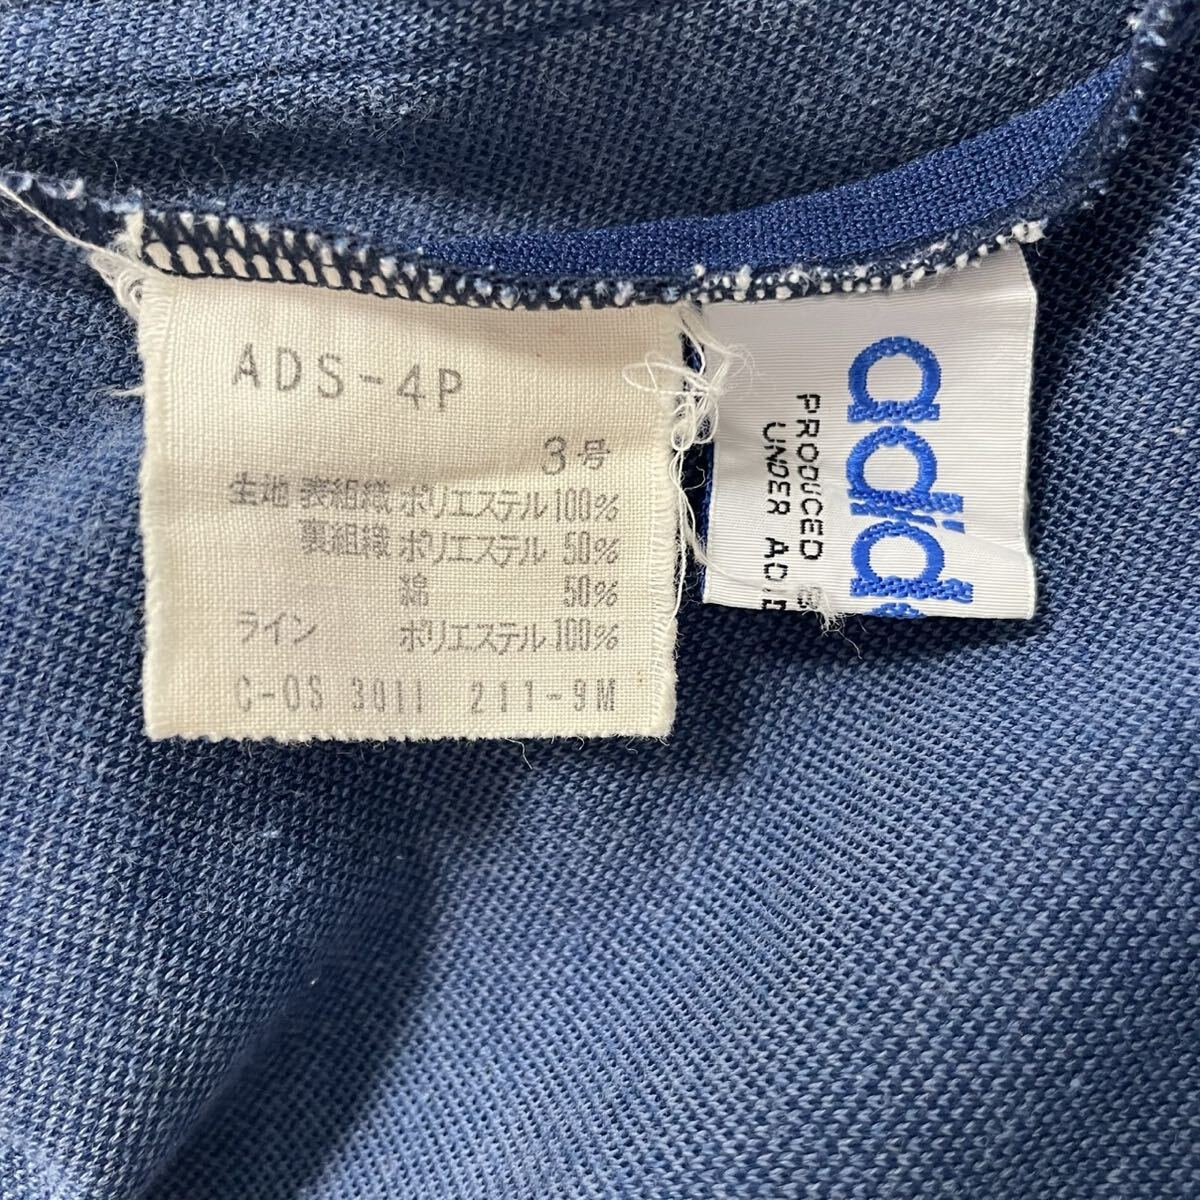 ADS-4P
3号
生地 表組織 ポリエステル 100%
裏組織 ポリエステル 50%
綿 50%
ライン ポリエステル 100%
C-OS 3011 211-9M
adid
PRODUCED
UNDER